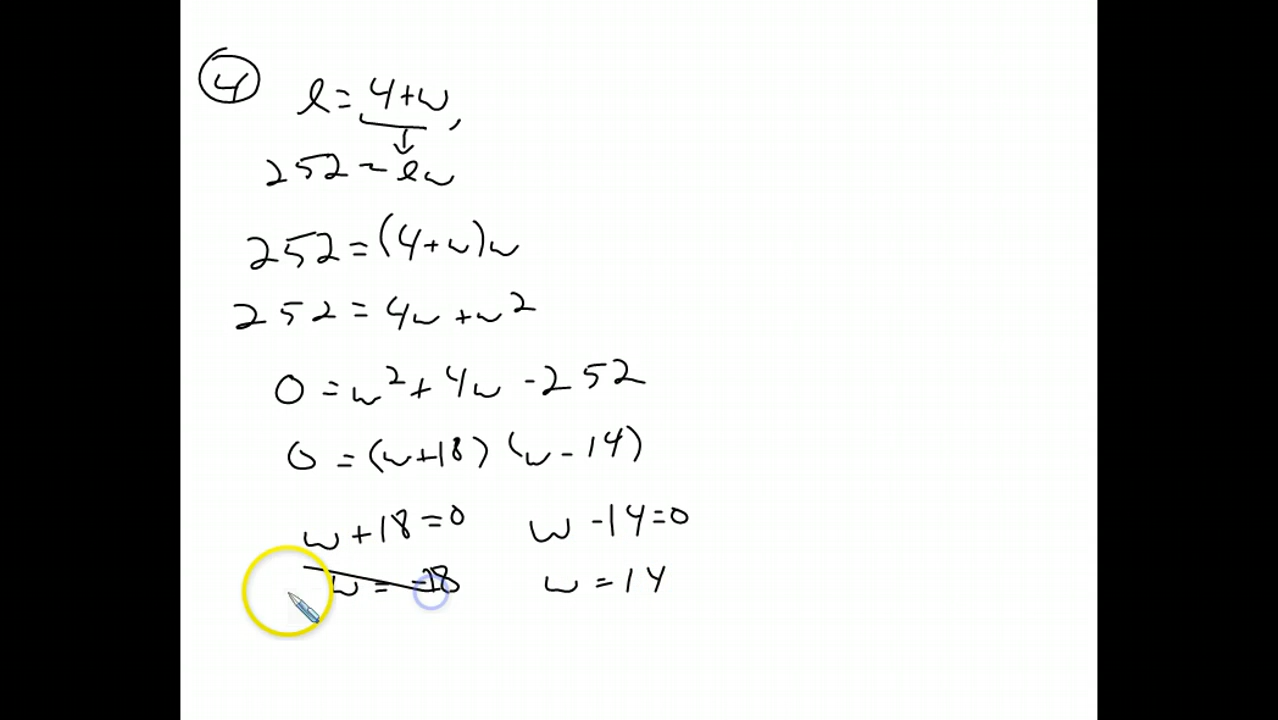 4 l = 4+w,
252 = lw
252 = (4+w)w
252 = 4w + w²
0 = w² + 4w - 252
0 = (w+18) (w - 14)
w + 18 = 0 w - 14 = 0
w = -18 w = 14